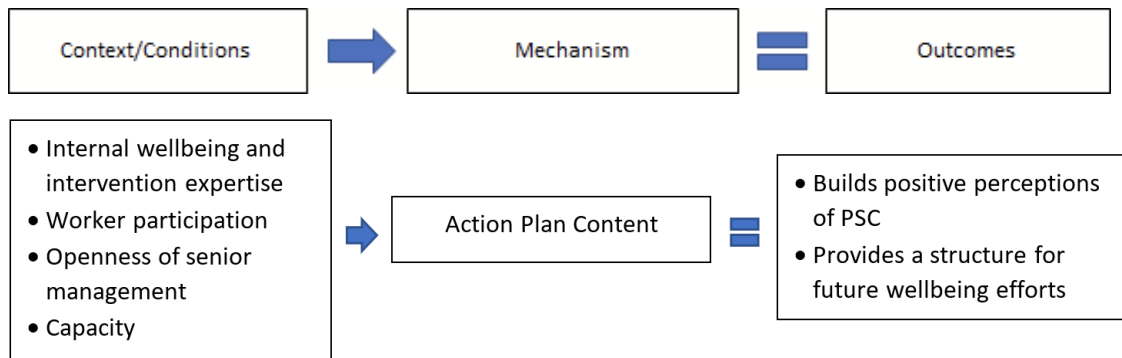 Context/Conditions
Mechanism
Outcomes
• Internal wellbeing and
intervention expertise
• Worker participation
• Openness of senior
management
• Capacity
Action Plan Content
• Builds positive perceptions
of PSC
• Provides a structure for
future wellbeing efforts